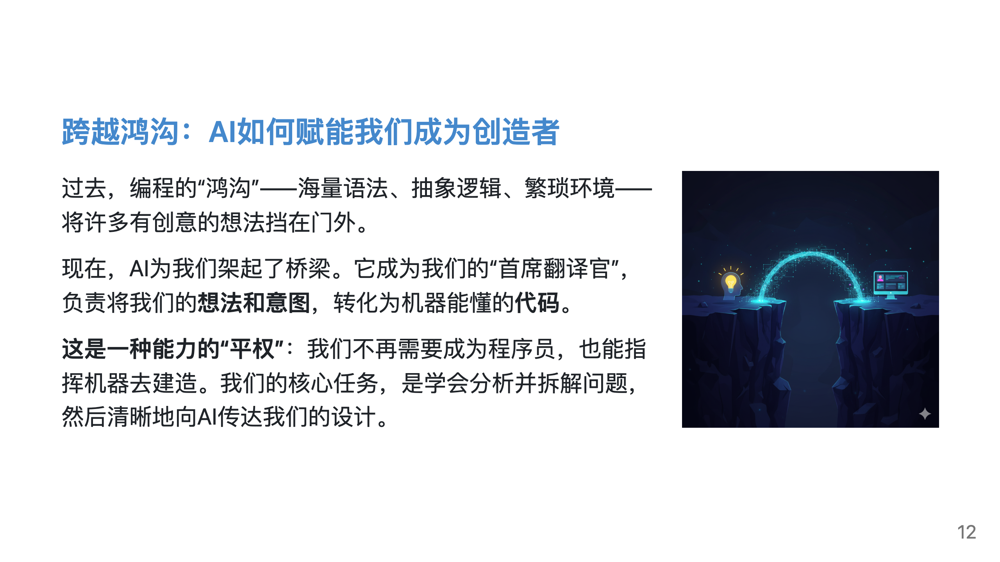 跨越鸿沟：AI如何赋能我们成为创造者
过去，编程的“鸿沟”——海量语法、抽象逻辑、繁琐环境——
将许多有创意的想法挡在门外。
现在，AI为我们架起了桥梁。它成为我们的“首席翻译官”，
负责将我们的想法和意图，转化为机器能懂的代码。
这是一种能力的“平权”：我们不再需要成为程序员，也能指
挥机器去建造。我们的核心任务，是学会分析并拆解问题，
然后清晰地向AI传达我们的设计。
12